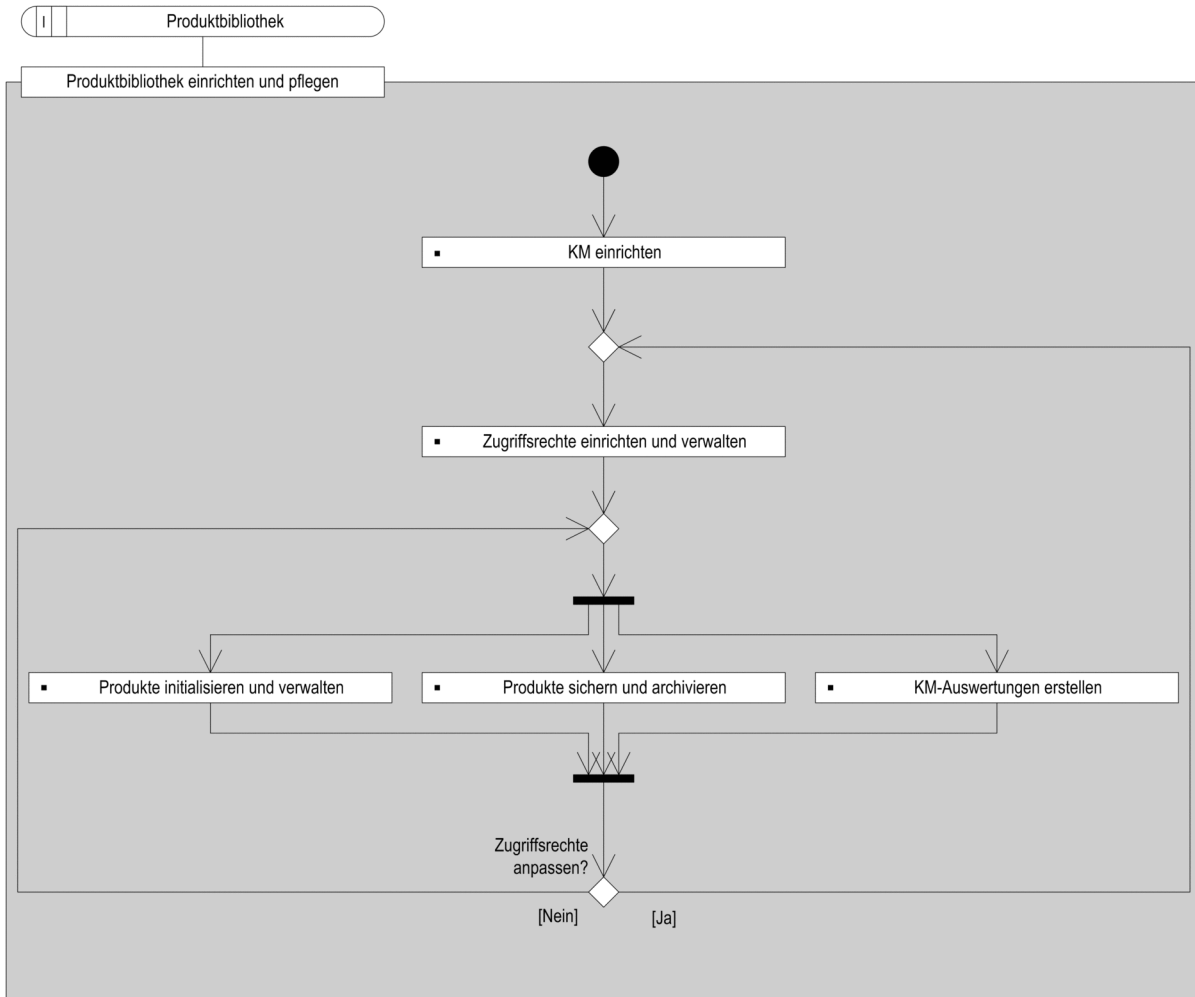 I
Produktbibliothek
Produktbibliothek einrichten und pflegen
KM einrichten
Zugriffsrechte einrichten und verwalten
Produkte initialisieren und verwalten
Produkte sichern und archivieren
KM-Auswertungen erstellen
Zugriffsrechte
anpassen?
[Nein]
[Ja]